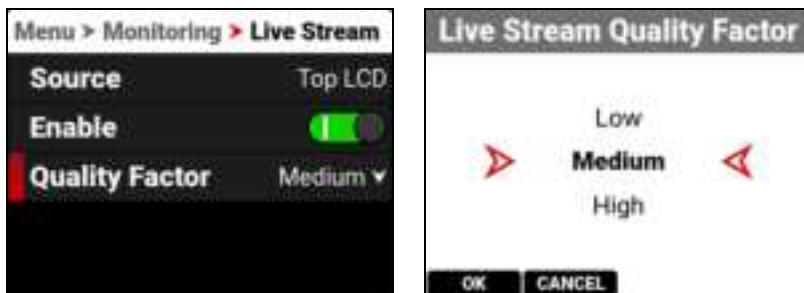 Menu > Monitoring > Live Stream
Source Top LCD
Enable
Quality Factor Medium
Live Stream Quality Factor
Low
Medium
High
OK CANCEL